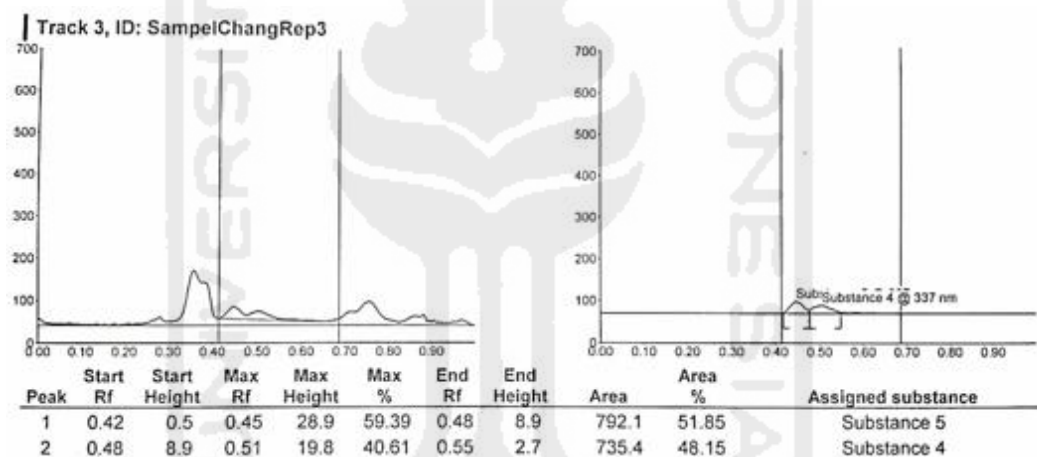 Track 3, ID: SampelChangRep3
700
600
500
400
300
200
100
0
0.00 0.10 0.20 0.30 0.40 0.50 0.60 0.70 0.80 0.90
700
600
500
400
300
200
100
0
Substance 4 @ 337 nm
0.00 0.10 0.20 0.30 0.40 0.50 0.60 0.70 0.80 0.90
Peak Start Rf Start Height Max Rf Max Height Max % End Rf End Height Area Area % Assigned substance
1 0.42 0.5 0.45 28.9 59.39 0.48 8.9 792.1 51.85 Substance 5
2 0.48 8.9 0.51 19.8 40.61 0.55 2.7 735.4 48.15 Substance 4